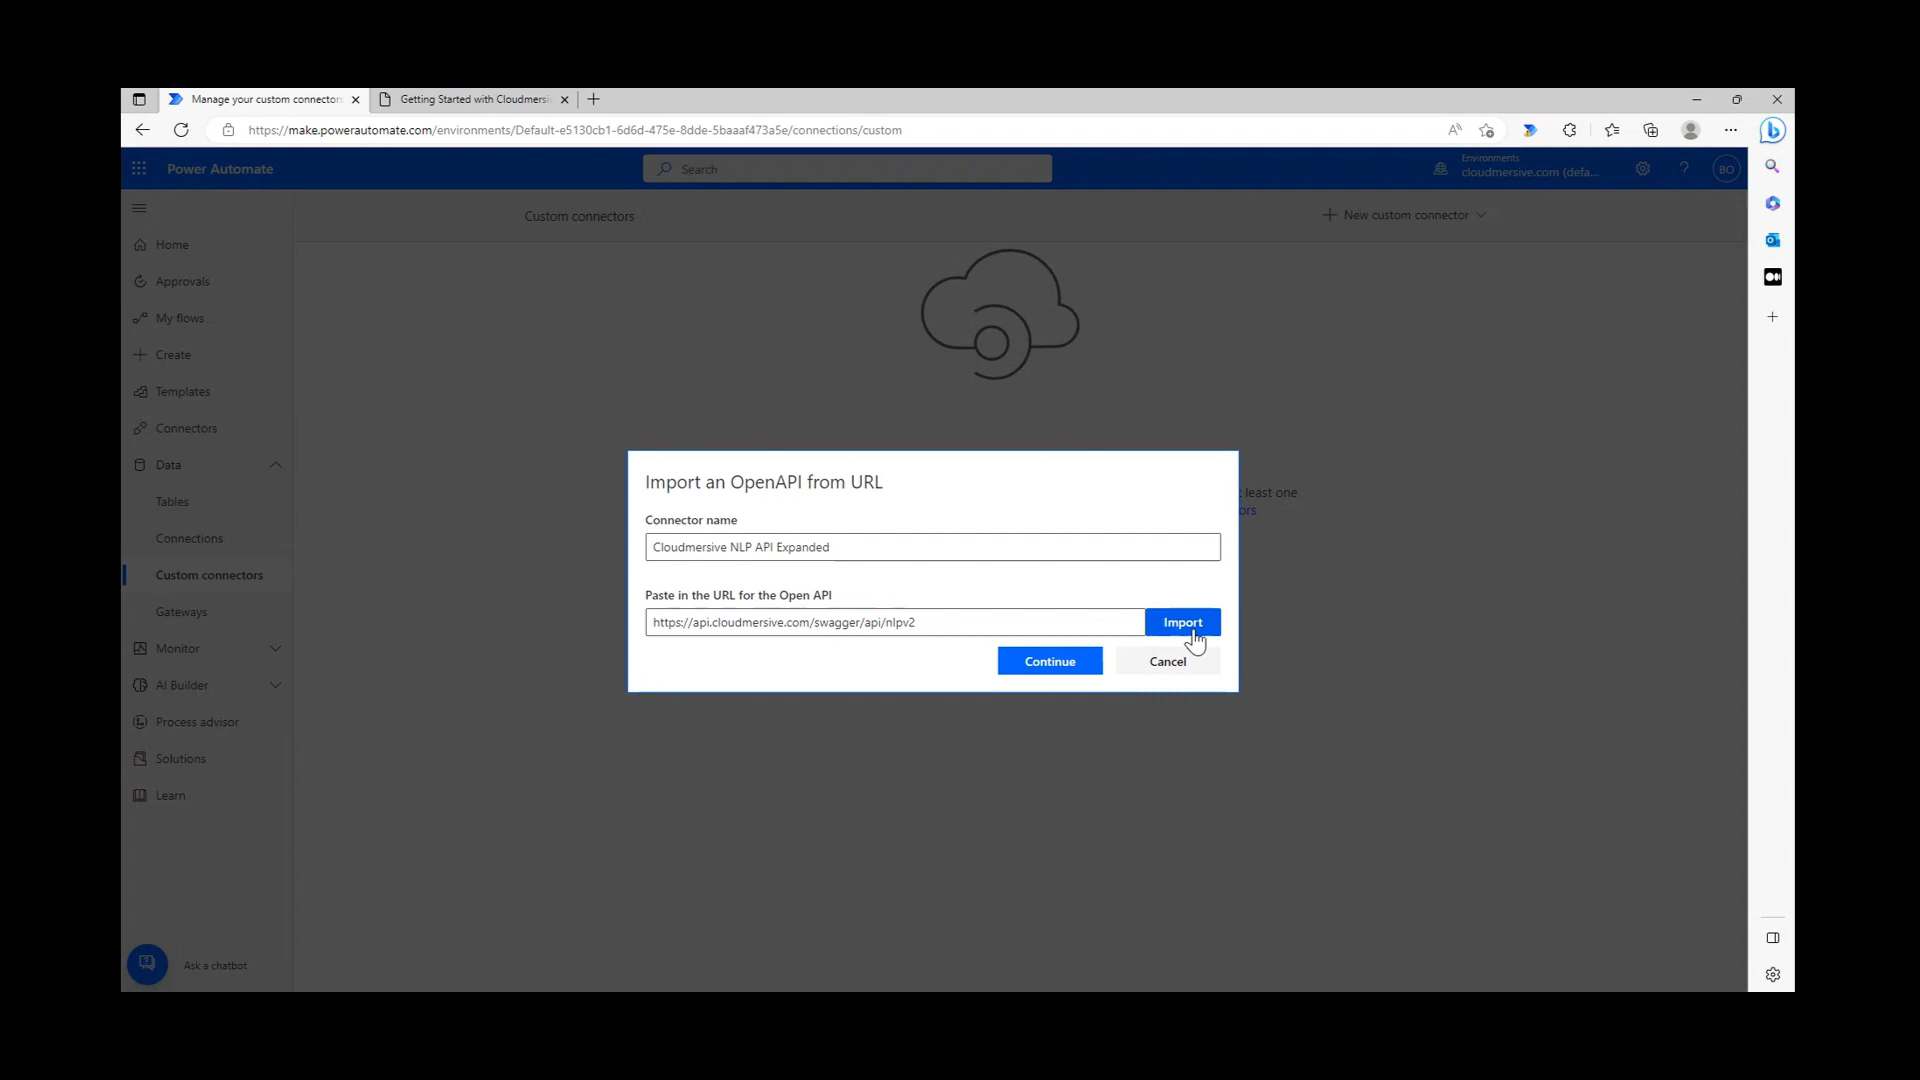 Manage your custom connectors
Getting Started with Cloudmersi
https://make.powerautomate.com/environments/Default-e5130cb1-6d6d-475e-8dde-5baaaf473a5e/connections/custom
Power Automate
Search
Environments
cloudmersive.com (defa...
BO
Custom connectors
New custom connector
Home
Approvals
My flows
Create
Templates
Connectors
Data
Tables
Connections
Custom connectors
Gateways
Monitor
AI Builder
Process advisor
Solutions
Learn
Ask a chatbot
least one
ors
Import an OpenAPI from URL
Connector name
Cloudmersive NLP API Expanded
Paste in the URL for the Open API
https://api.cloudmersive.com/swagger/api/nlpv2
Import
Continue
Cancel